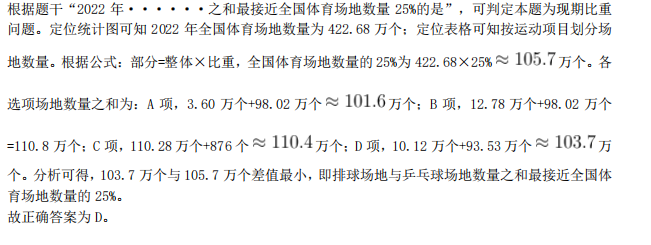 根据题干“2022 年······之和最接近全国体育场地数量 25%的是”，可判定本题为现期比重
问题。定位统计图可知 2022 年全国体育场地数量为 422.68 万个；定位表格可知按运动项目划分场
地数量。根据公式：部分=整体×比重，全国体育场地数量的 25%为 422.68×25%≈105.7万个。各
选项场地数量之和为：A 项，3.60 万个+98.02 万个≈101.6万个；B 项，12.78 万个+98.02 万个
=110.8 万个；C 项，110.28 万个+876 个≈110.4万个；D 项，10.12 万个+93.53 万个≈103.7万
个。分析可得，103.7 万个与 105.7 万个差值最小，即排球场地与乒乓球场地数量之和最接近全国体
育场地数量的 25%。
故正确答案为 D。